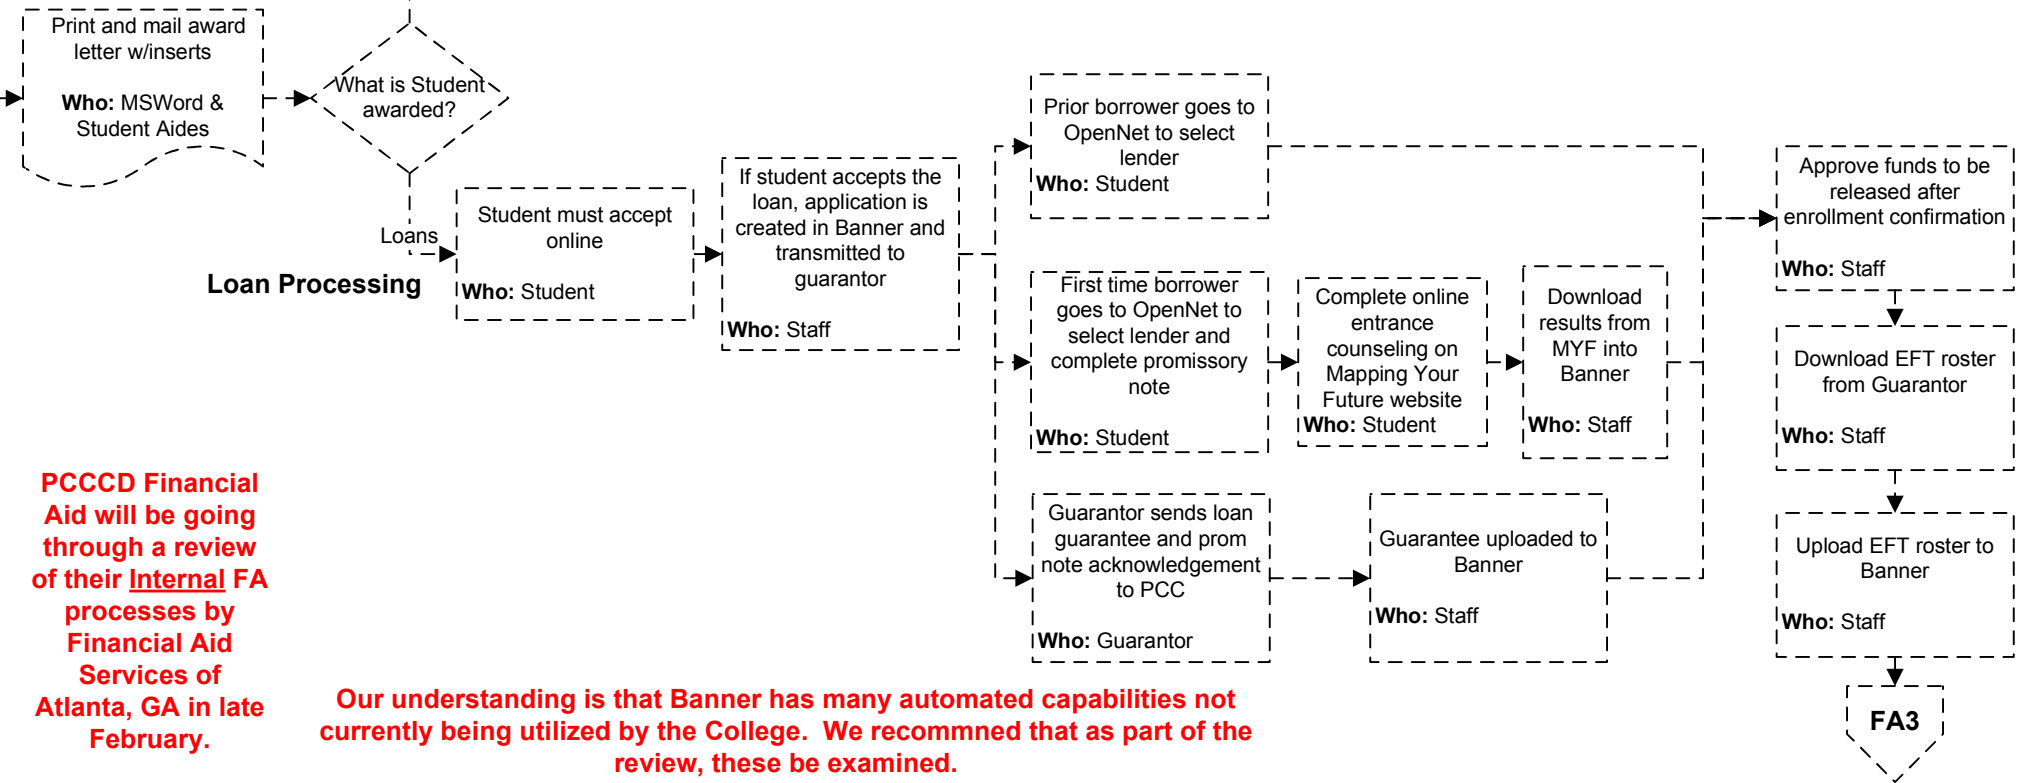 Print and mail award
letter w/inserts
Who: MSWord &
Student Aides
What is Student
awarded?
Loans
Loan Processing
Student must accept
online
Who: Student
If student accepts the
loan, application is
created in Banner and
transmitted to
guarantor
Who: Staff
Prior borrower goes to
OpenNet to select
lender
Who: Student
First time borrower
goes to OpenNet to
select lender and
complete promissory
note
Who: Student
Complete online
entrance
counseling on
Mapping Your
Future website
Who: Student
Download
results from
MYF into
Banner
Who: Staff
Guarantor sends loan
guarantee and prom
note acknowledgement
to PCC
Who: Guarantor
Guarantee uploaded to
Banner
Who: Staff
Approve funds to be
released after
enrollment confirmation
Who: Staff
Download EFT roster
from Guarantor
Who: Staff
Upload EFT roster to
Banner
Who: Staff
FA3
PCCCD Financial
Aid will be going
through a review
of their Internal FA
processes by
Financial Aid
Services of
Atlanta, GA in late
February.
Our understanding is that Banner has many automated capabilities not
currently being utilized by the College.  We recommned that as part of the
review, these be examined.